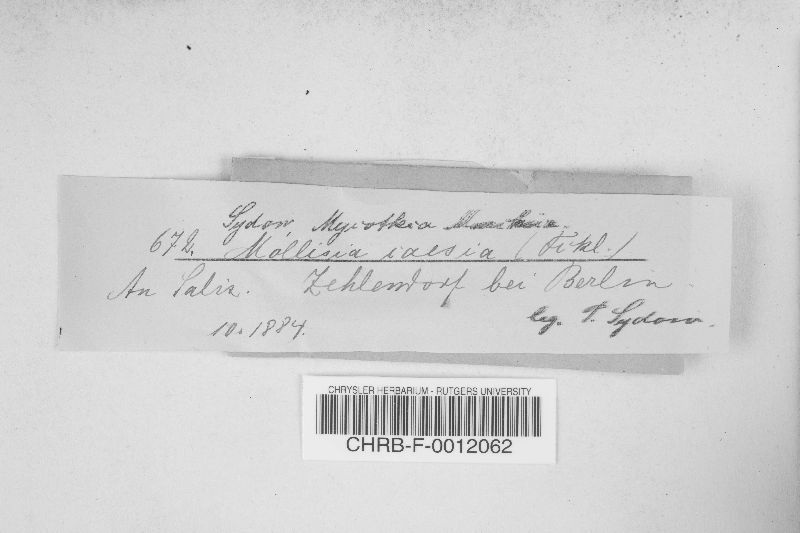 Sydow Mycotheca
672. Mollisia caesia (Fckl.)
An Salix. Zehlendorf bei Berlin.
10. 1884. leg. P. Sydow.
CHRYSLER HERBARIUM - RUTGERS UNIVERSITY
CHRB-F-0012062